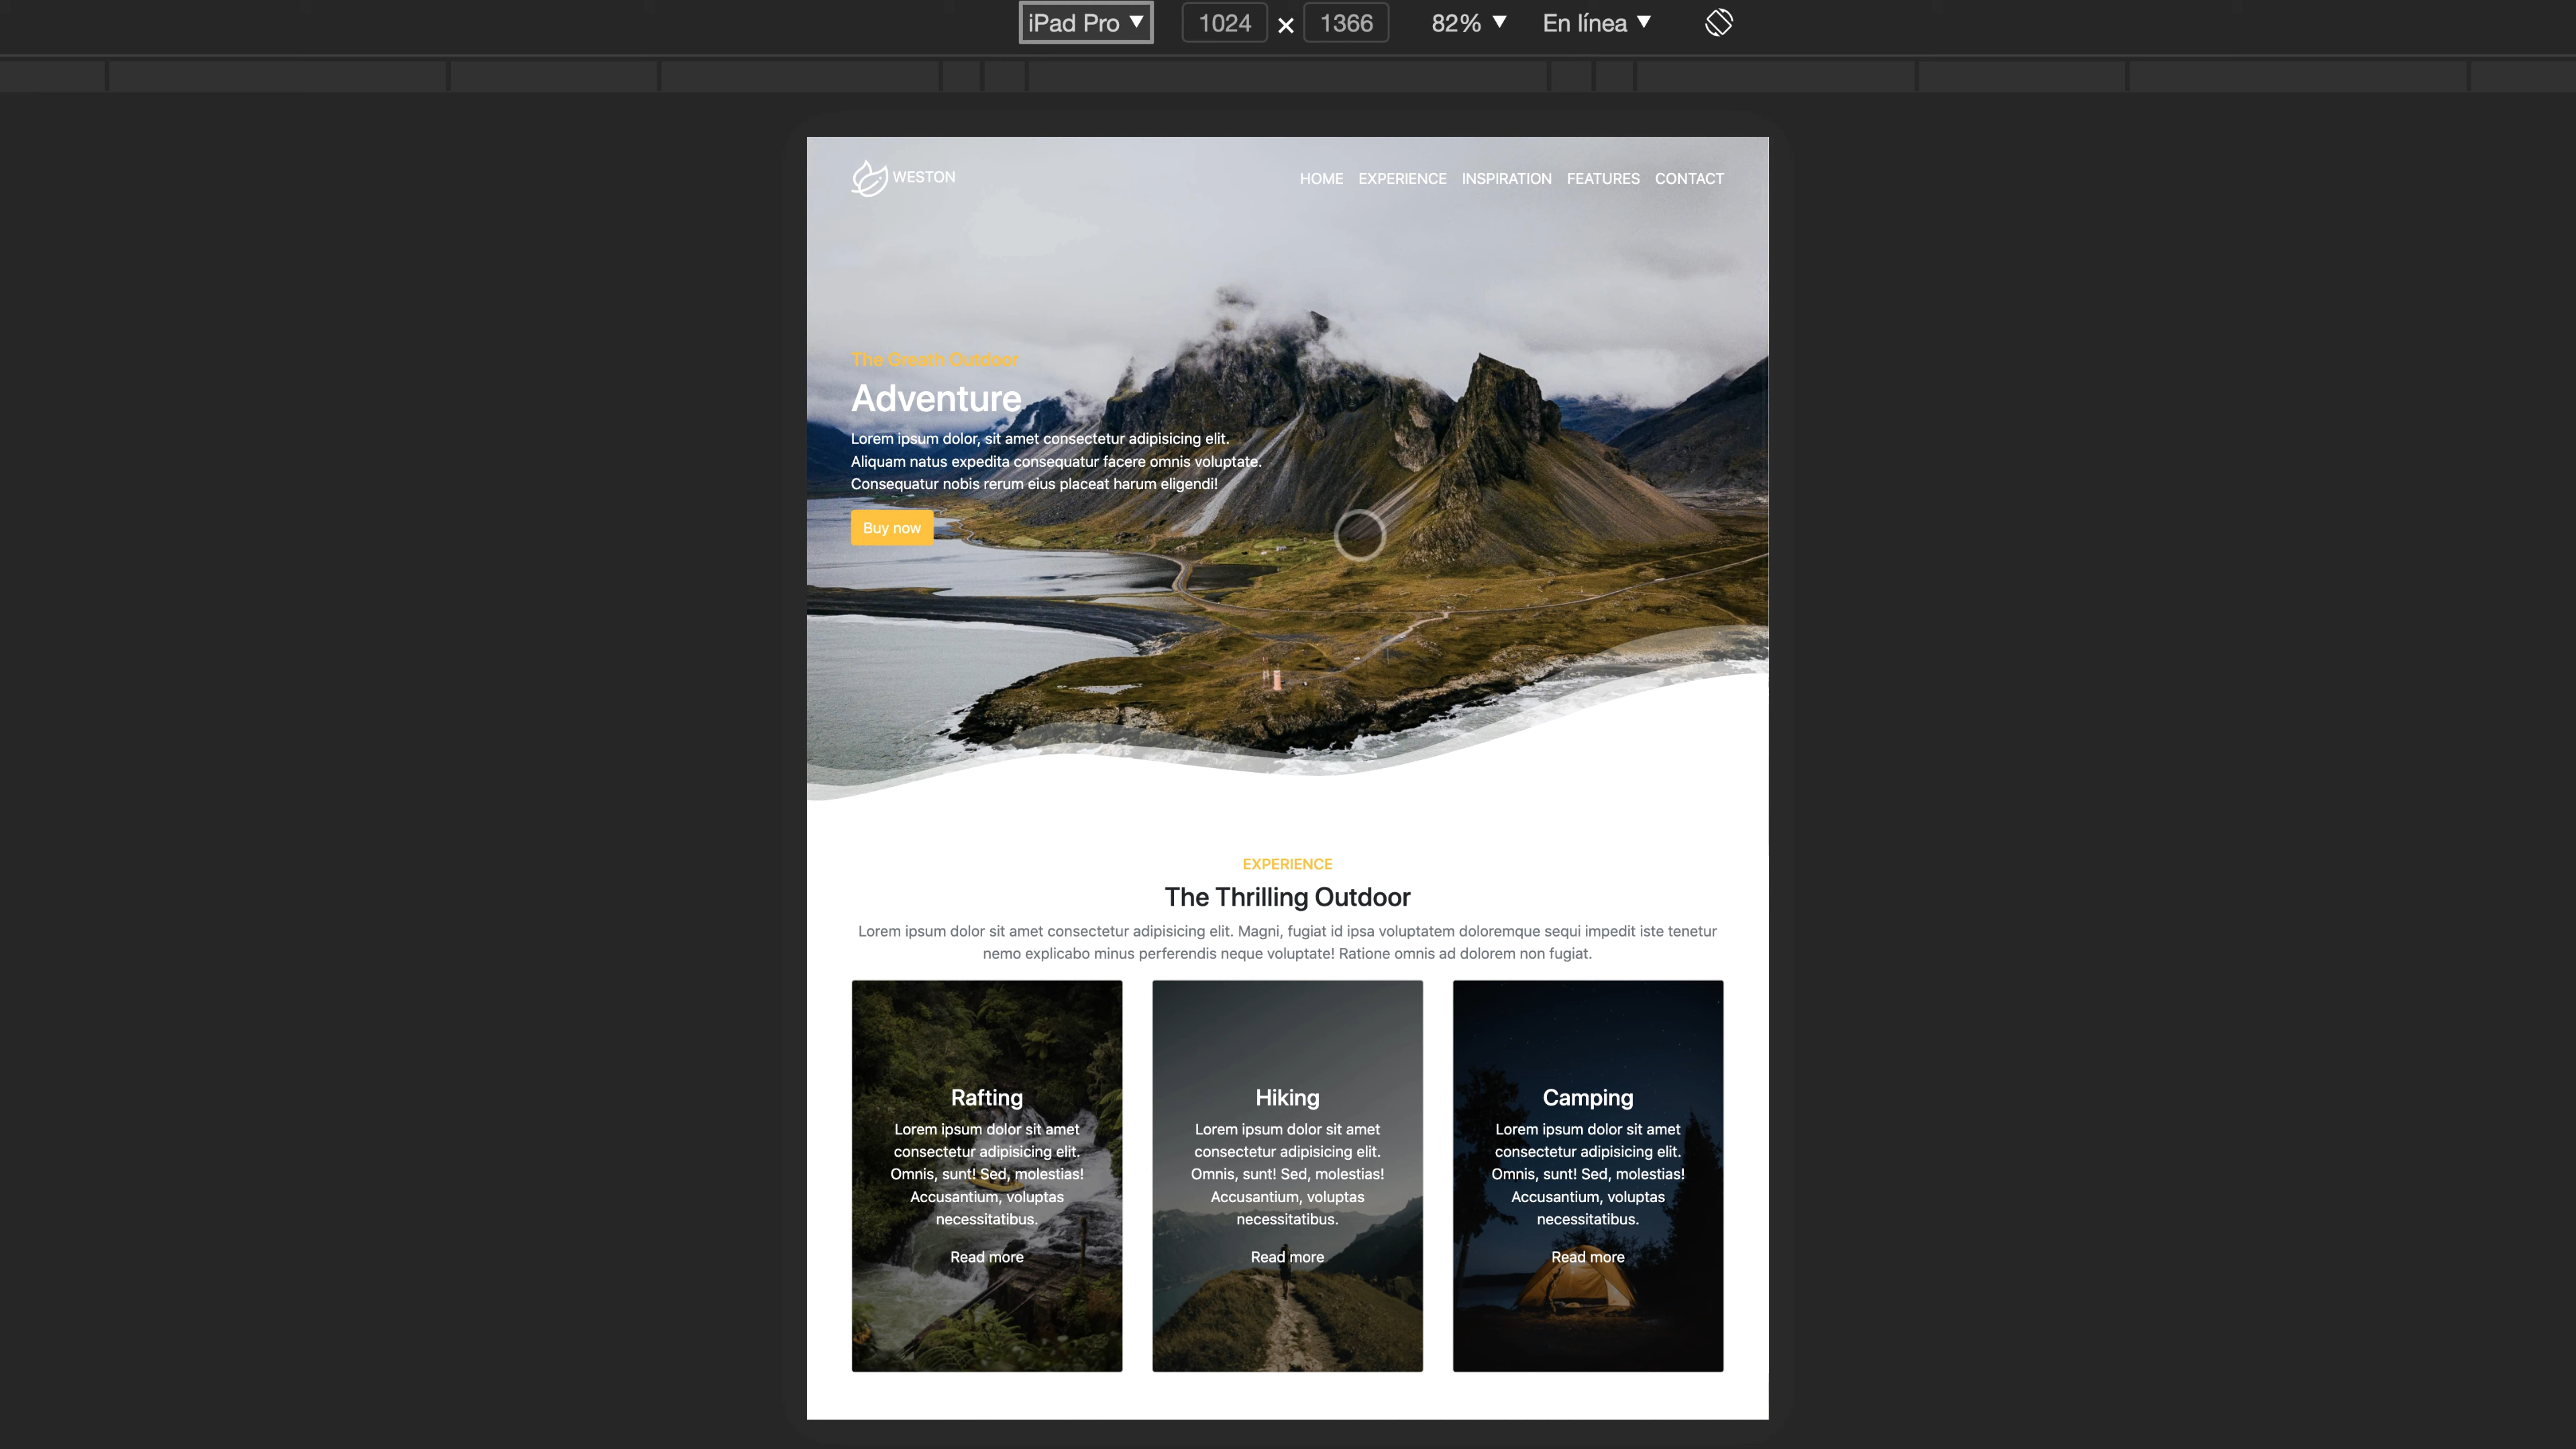 iPad Pro ▼ 1024 × 1366 82% ▼ En línea ▼
WESTON
HOME EXPERIENCE INSPIRATION FEATURES CONTACT
The Greath Outdoor
Adventure
Lorem ipsum dolor, sit amet consectetur adipisicing elit.
Aliquam natus expedita consequatur facere omnis voluptate.
Consequatur nobis rerum eius placeat harum eligendi!
Buy now
EXPERIENCE
The Thrilling Outdoor
Lorem ipsum dolor sit amet consectetur adipisicing elit. Magni, fugiat id ipsa voluptatem doloremque sequi impedit iste tenetur
nemo explicabo minus perferendis neque voluptate! Ratione omnis ad dolorem non fugiat.
Rafting
Lorem ipsum dolor sit amet
consectetur adipisicing elit.
Omnis, sunt! Sed, molestias!
Accusantium, voluptas
necessitatibus.
Read more
Hiking
Lorem ipsum dolor sit amet
consectetur adipisicing elit.
Omnis, sunt! Sed, molestias!
Accusantium, voluptas
necessitatibus.
Read more
Camping
Lorem ipsum dolor sit amet
consectetur adipisicing elit.
Omnis, sunt! Sed, molestias!
Accusantium, voluptas
necessitatibus.
Read more